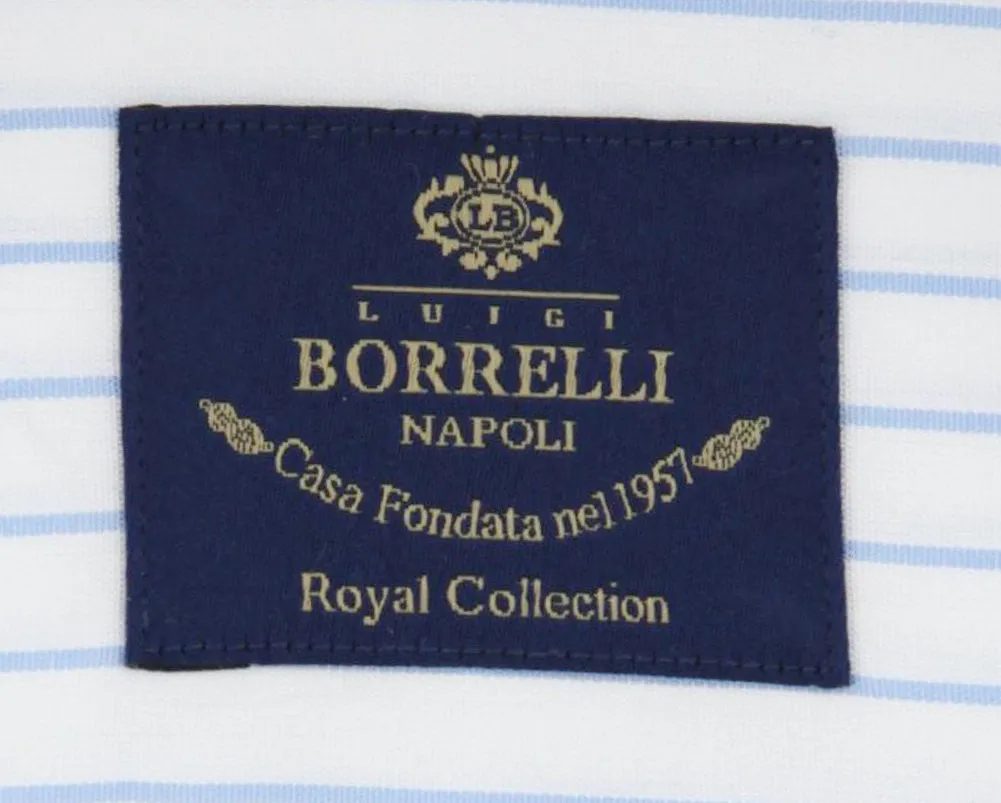 LB
LUIGI
BORRELLI
NAPOLI
Casa Fondata nel 1957
Royal Collection